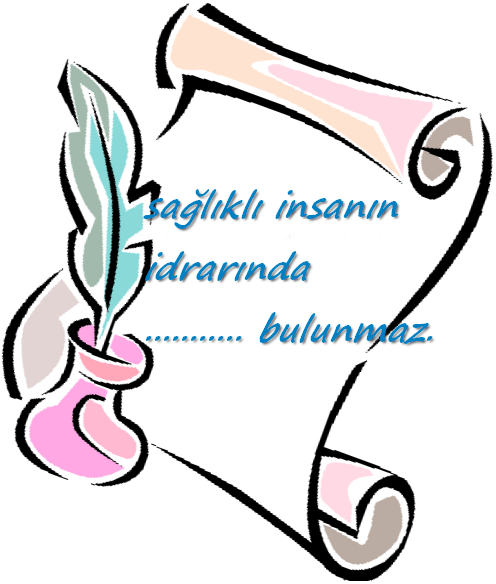 sağlıklı insanın
idrarında
........... bulunmaz.